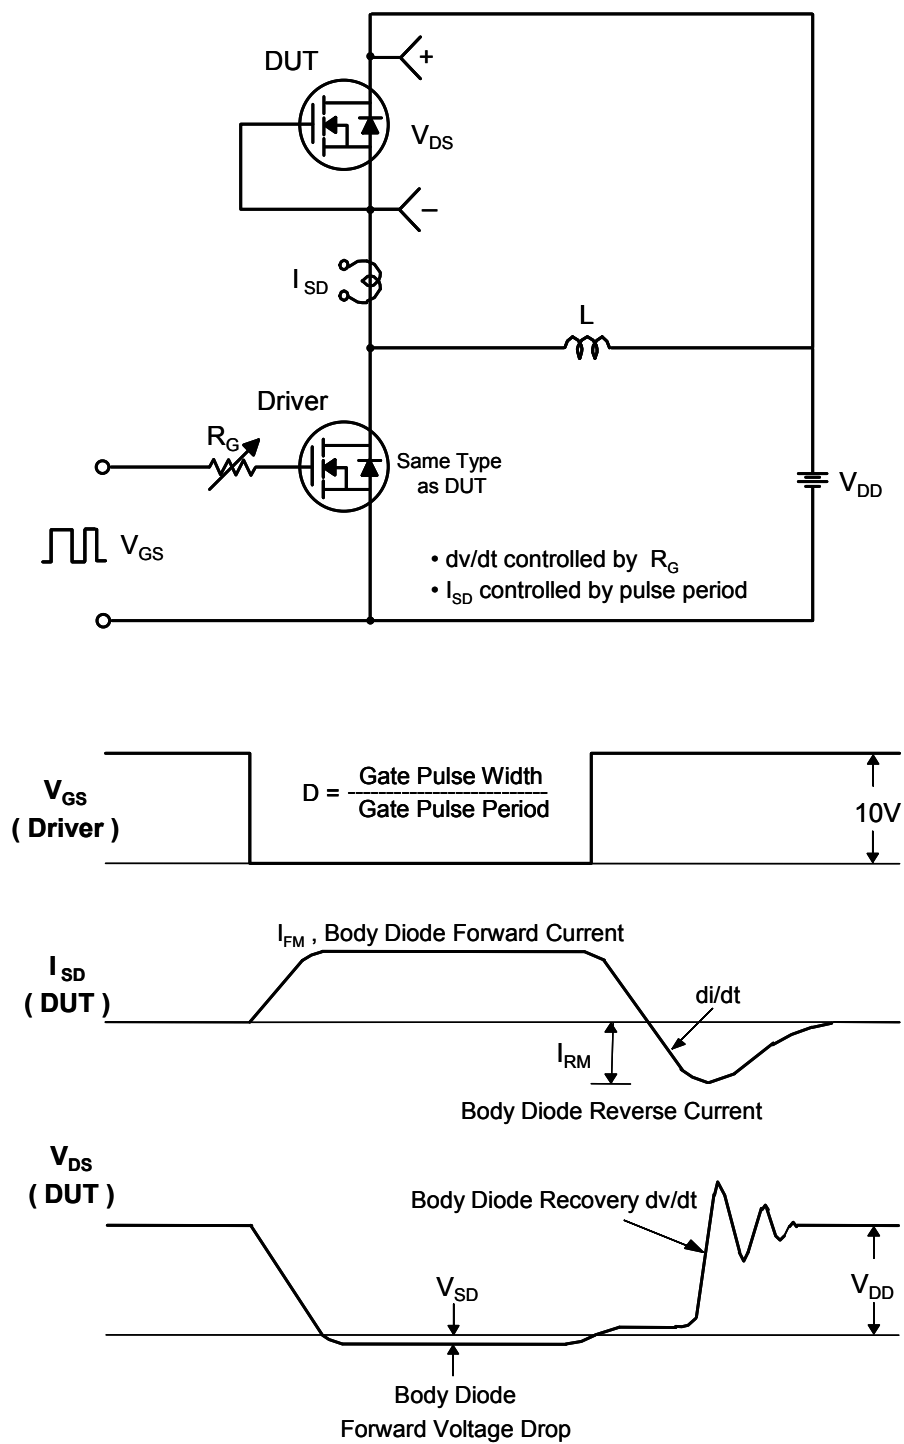 DUT
+
V_DS
–
I_SD
L
Driver
R_G
Same Type
as DUT
V_DD
V_GS
• dv/dt controlled by R_G
• I_SD controlled by pulse period
V_GS
( Driver )
D = Gate Pulse Width
--------------------------
Gate Pulse Period
10V
I_FM , Body Diode Forward Current
I_SD
( DUT )
di/dt
I_RM
Body Diode Reverse Current
V_DS
( DUT )
Body Diode Recovery dv/dt
V_SD
V_DD
Body Diode
Forward Voltage Drop